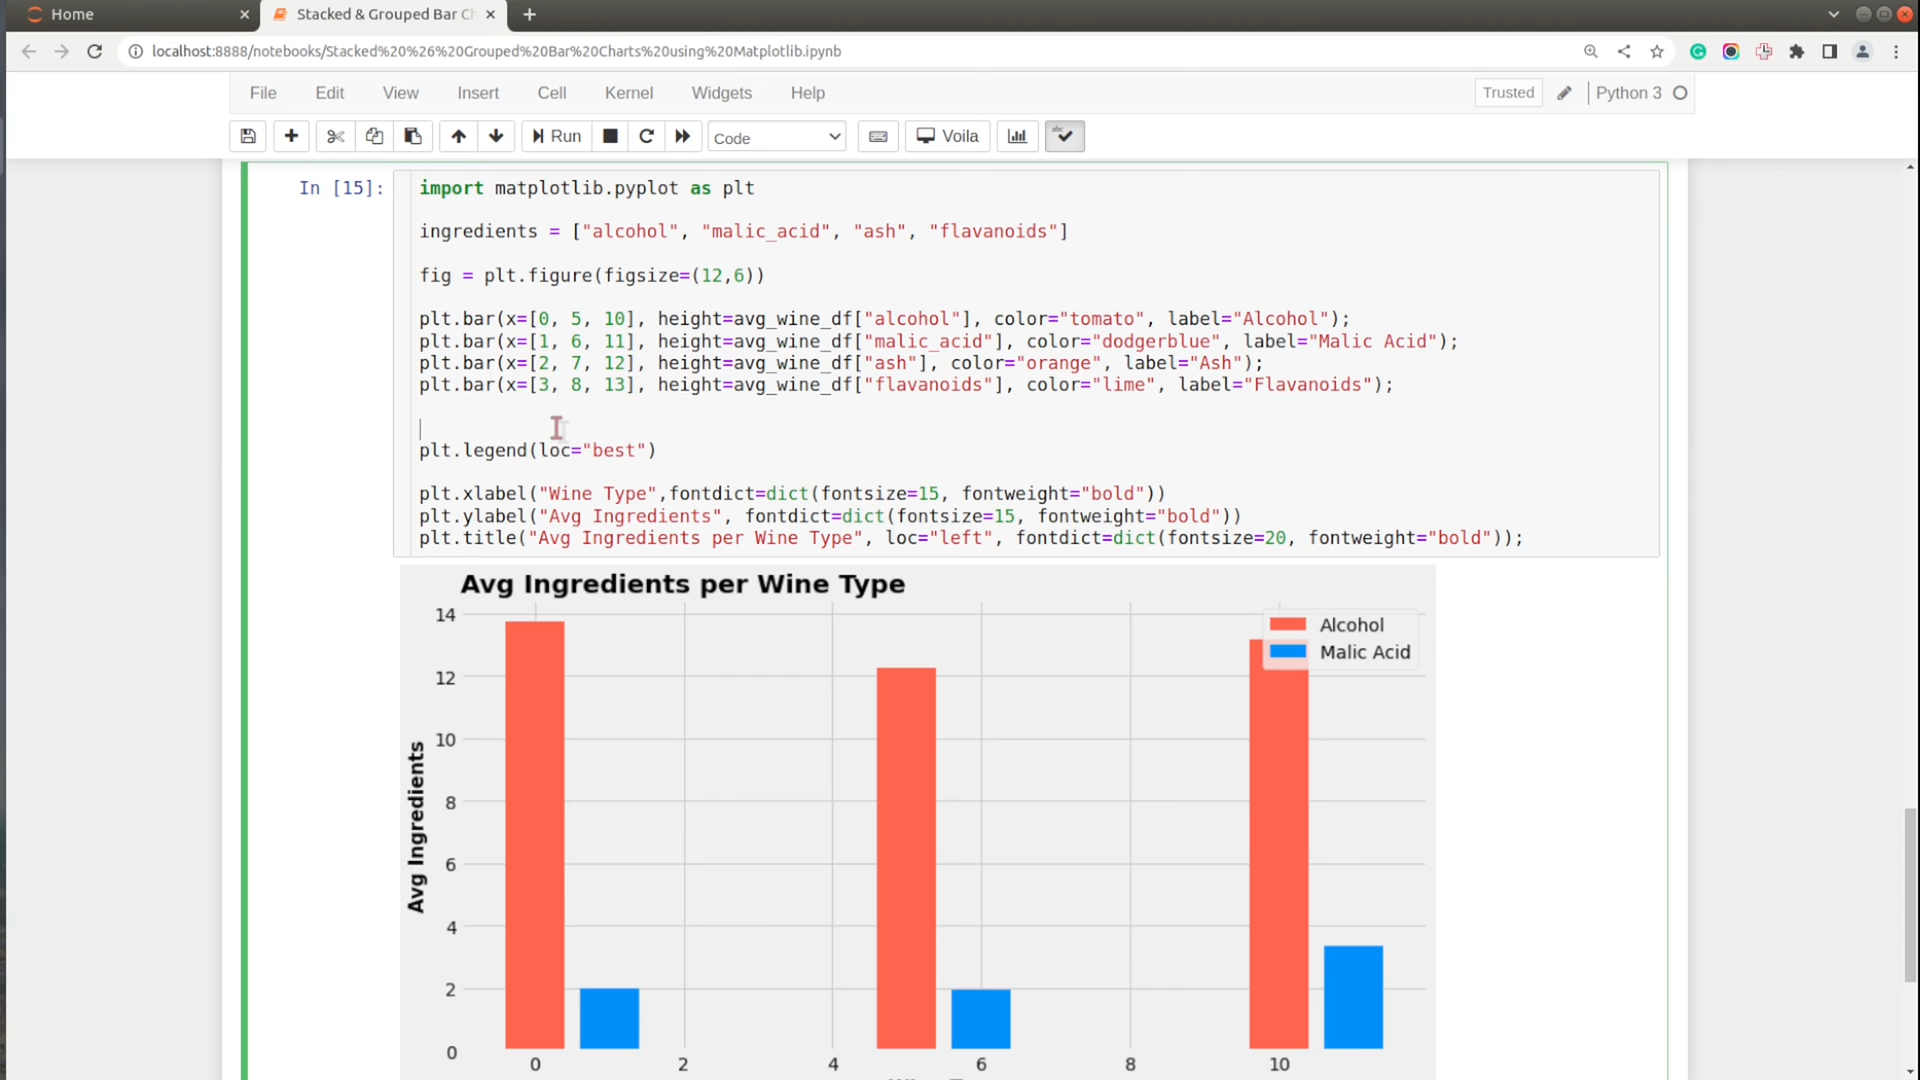 Home
Stacked & Grouped Bar C
localhost:8888/notebooks/Stacked%20%26%20Grouped%20Bar%20Charts%20using%20Matplotlib.ipynb
File Edit View Insert Cell Kernel Widgets Help Trusted Python 3
Run Code Voila
In [15]:
import matplotlib.pyplot as plt
ingredients = ["alcohol", "malic_acid", "ash", "flavanoids"]
fig = plt.figure(figsize=(12,6))
plt.bar(x=[0, 5, 10], height=avg_wine_df["alcohol"], color="tomato", label="Alcohol");
plt.bar(x=[1, 6, 11], height=avg_wine_df["malic_acid"], color="dodgerblue", label="Malic Acid");
plt.bar(x=[2, 7, 12], height=avg_wine_df["ash"], color="orange", label="Ash");
plt.bar(x=[3, 8, 13], height=avg_wine_df["flavanoids"], color="lime", label="Flavanoids");
plt.legend(loc="best")
plt.xlabel("Wine Type",fontdict=dict(fontsize=15, fontweight="bold"))
plt.ylabel("Avg Ingredients", fontdict=dict(fontsize=15, fontweight="bold"))
plt.title("Avg Ingredients per Wine Type", loc="left", fontdict=dict(fontsize=20, fontweight="bold"));
Avg Ingredients per Wine Type
Alcohol
Malic Acid
Avg Ingredients
14
12
10
8
6
4
2
0
0 2 4 6 8 10